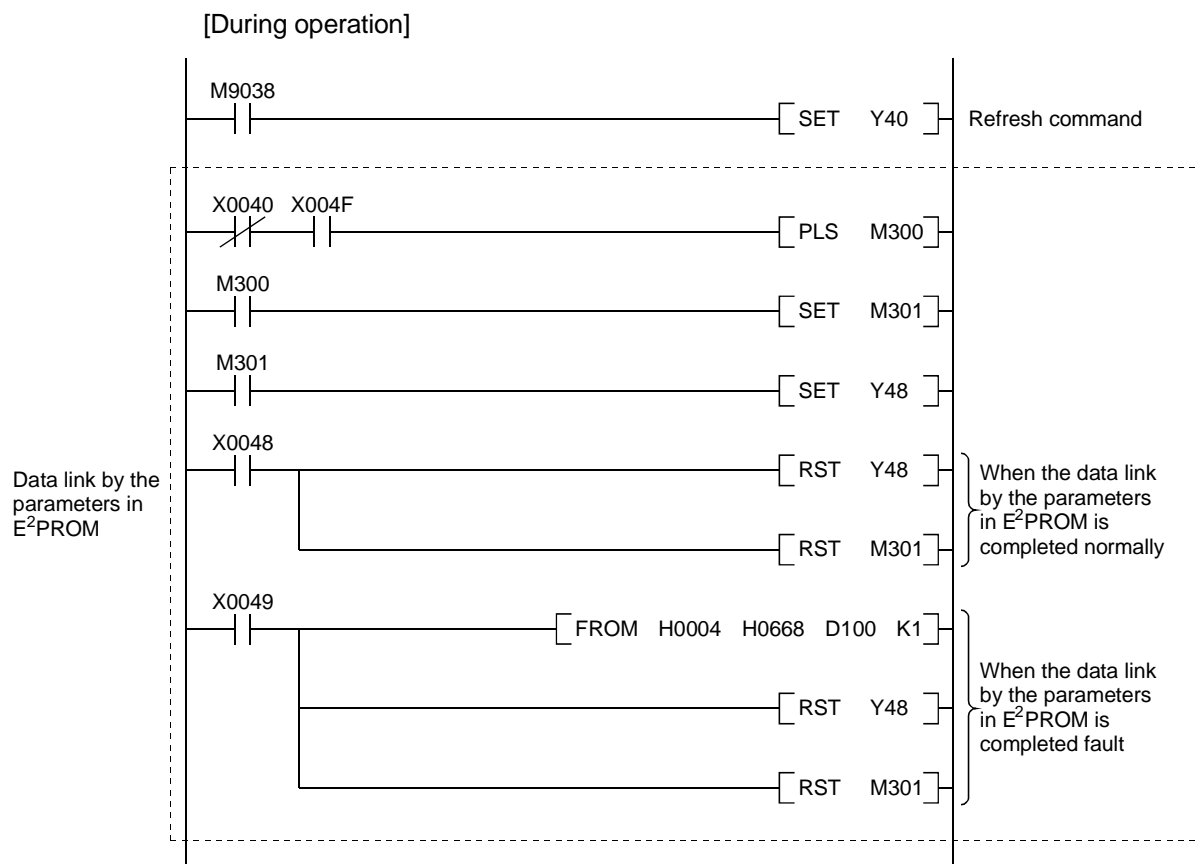 [During operation]
M9038
SET Y40 Refresh command
X0040 X004F
PLS M300
M300
SET M301
M301
SET Y48
X0048
RST Y48
RST M301
Data link by the
parameters in
E²PROM
When the data link
by the parameters
in E²PROM is
completed normally
X0049
FROM H0004 H0668 D100 K1
RST Y48
RST M301
When the data link
by the parameters
in E²PROM is
completed fault